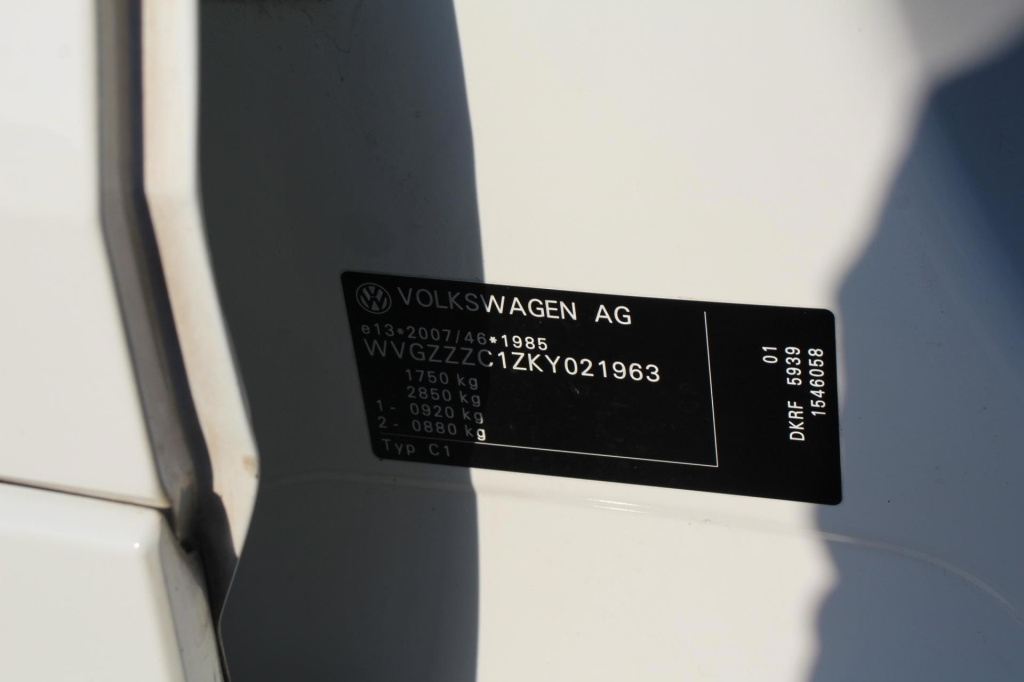 VOLKSWAGEN AG
e13*2007/46*1985
WVGZZZC1ZKY021963
1750 kg
2850 kg
1- 0920 kg
2- 0880 kg
Typ C1
01
DKRF 5939
1546058